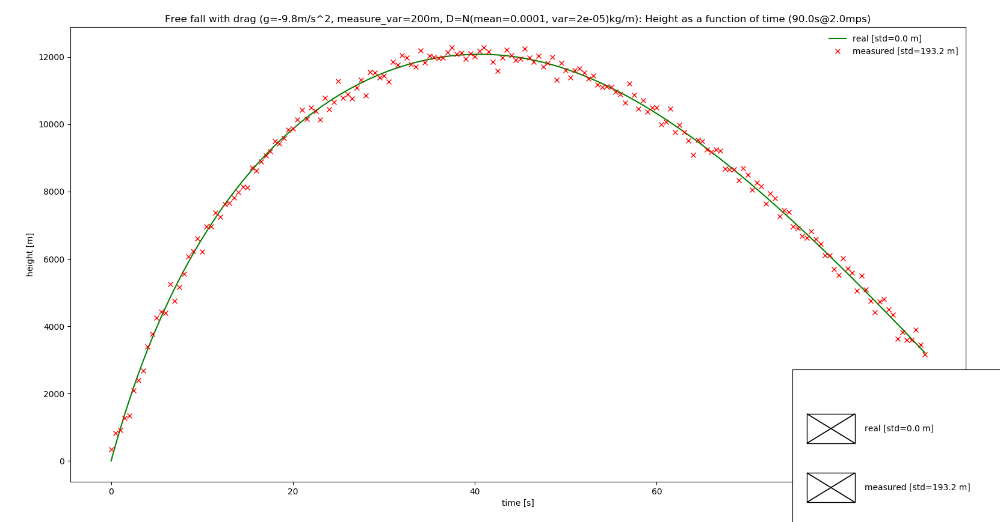 Free fall with drag (g=-9.8m/s^2, measure_var=200m, D=N(mean=0.0001, var=2e-05)kg/m): Height as a function of time (90.0s@2.0mps)
real [std=0.0 m]
measured [std=193.2 m]
12000
10000
8000
6000
4000
2000
0
height [m]
0 20 40 60
time [s]
real [std=0.0 m]
measured [std=193.2 m]